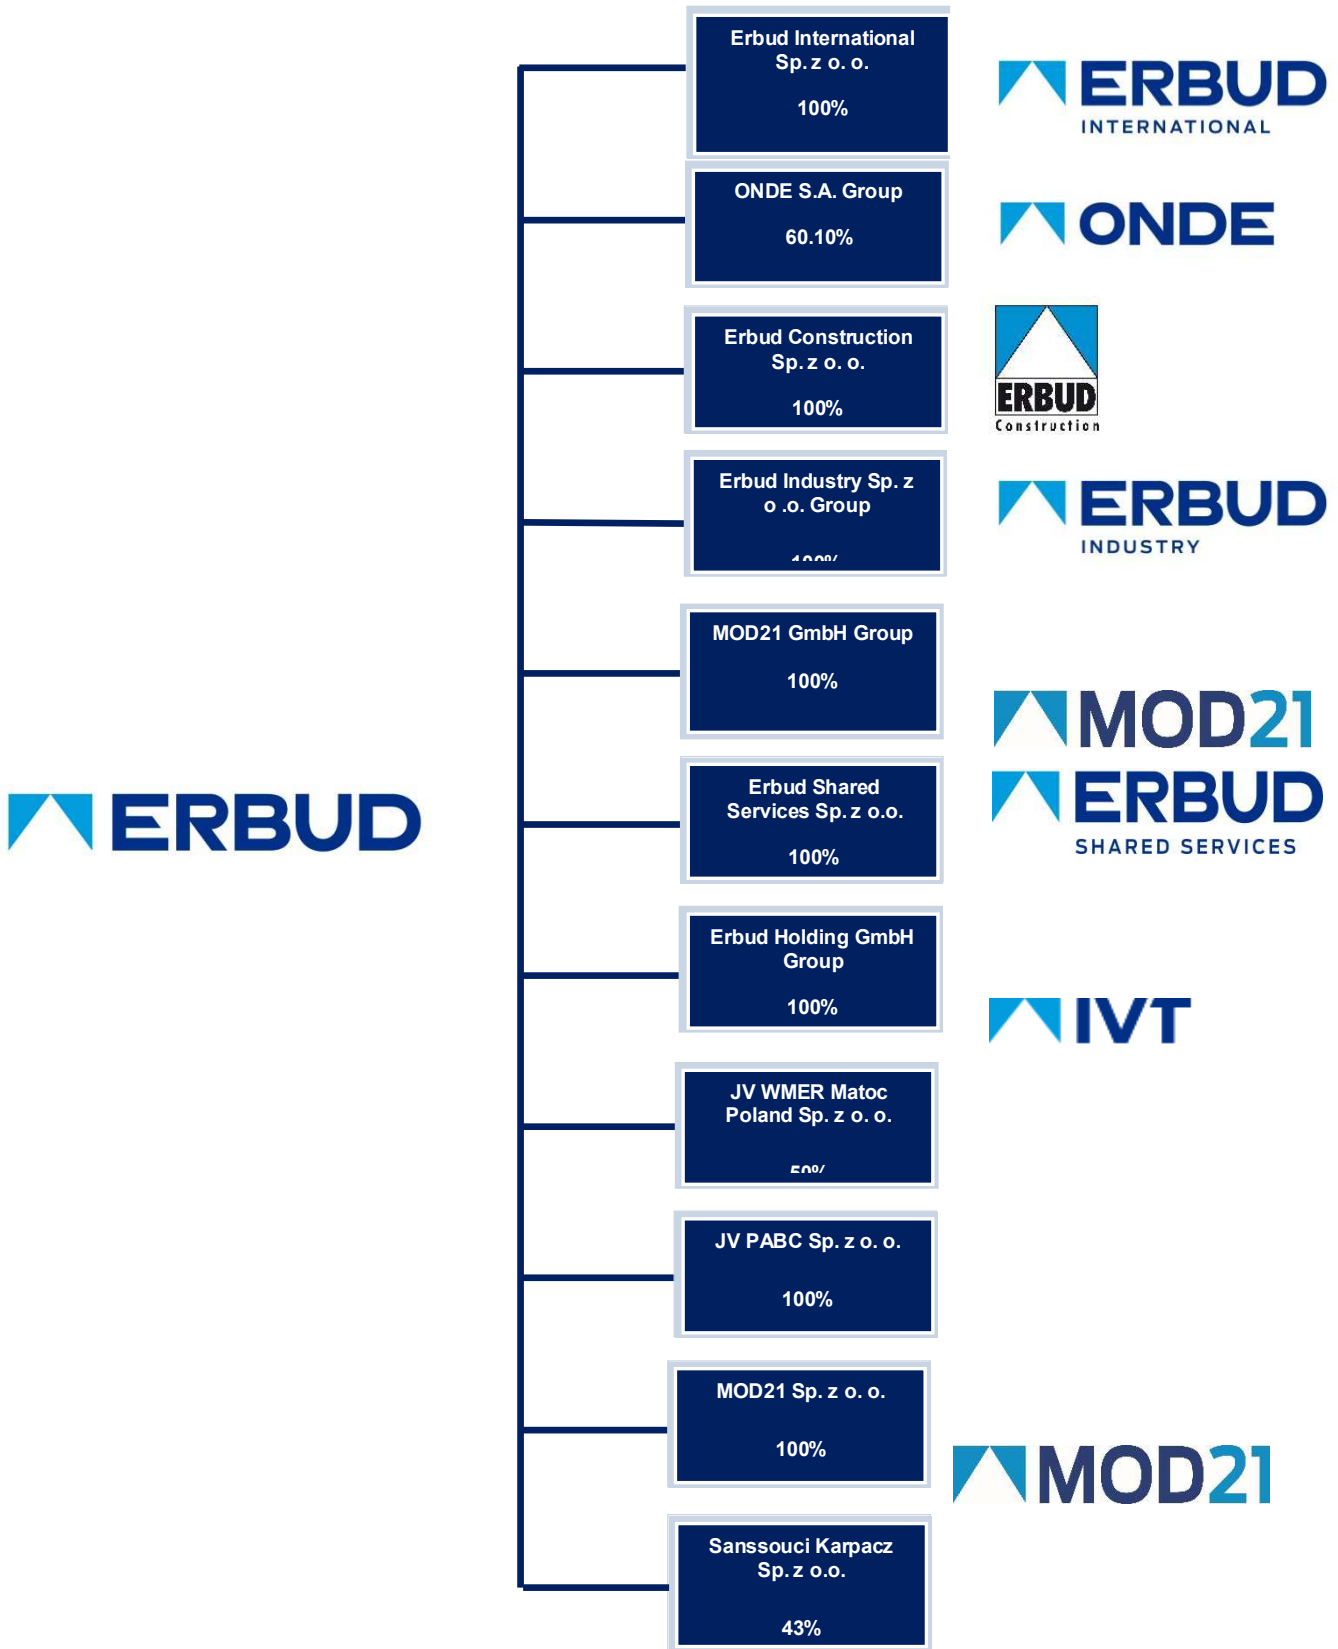 Erbud International
Sp. z o. o.
100%
ERBUD
INTERNATIONAL
ONDE S.A. Group
60.10%
ONDE
Erbud Construction
Sp. z o. o.
100%
ERBUD
Construction
Erbud Industry Sp. z
o .o. Group
100%
ERBUD
INDUSTRY
MOD21 GmbH Group
100%
MOD21
ERBUD
Erbud Shared
Services Sp. z o.o.
100%
ERBUD
SHARED SERVICES
Erbud Holding GmbH
Group
100%
IVT
JV WMER Matoc
Poland Sp. z o. o.
50%
JV PABC Sp. z o. o.
100%
MOD21 Sp. z o. o.
100%
MOD21
Sanssouci Karpacz
Sp. z o.o.
43%